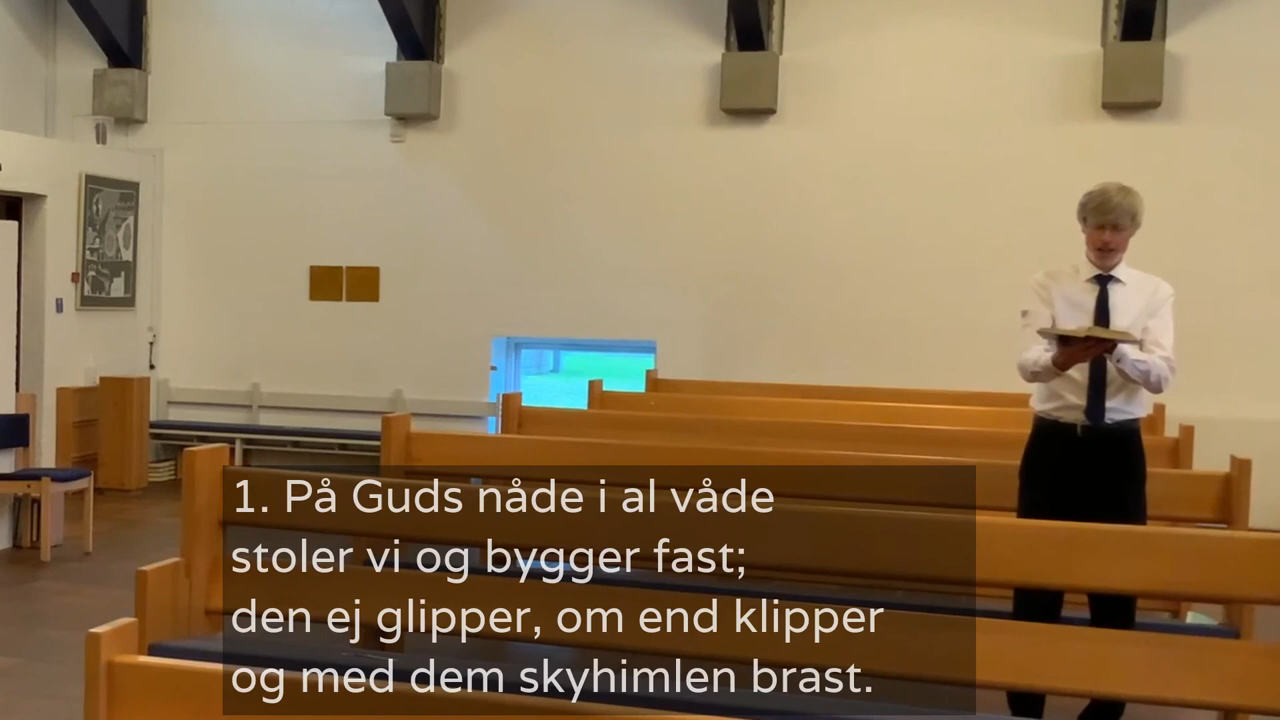 1. På Guds nåde i al våde
stoler vi og bygger fast;
den ej glipper, om end klipper
og med dem skyhimlen brast.